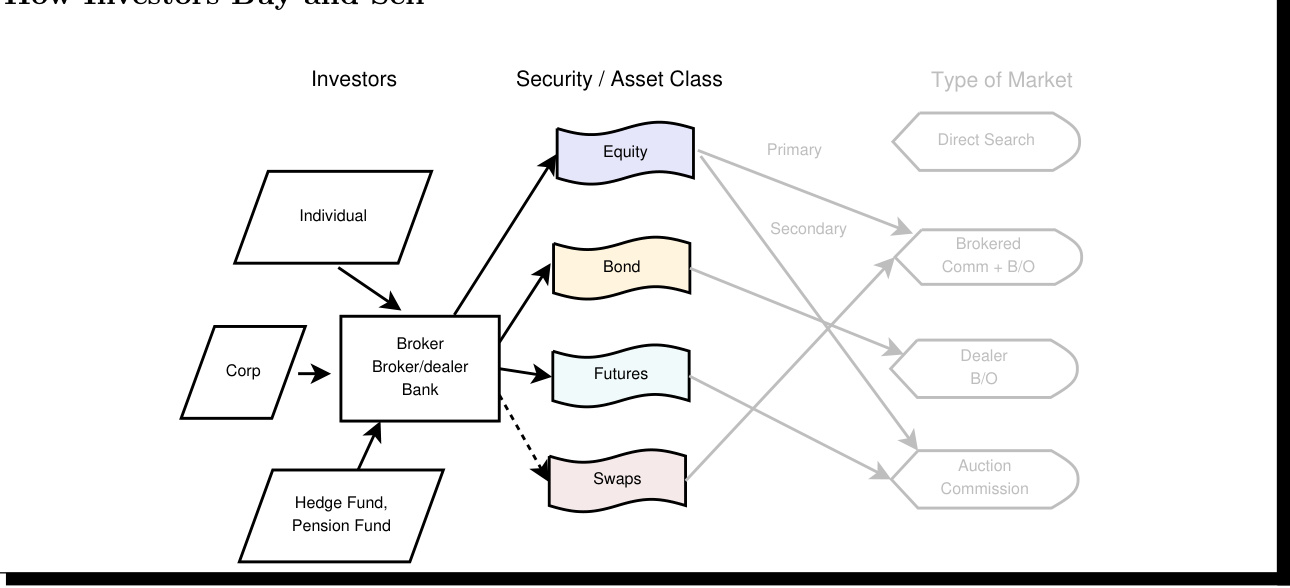 How Investors Buy and Sell
Investors
Security / Asset Class
Type of Market
Individual
Corp
Hedge Fund,
Pension Fund
Broker
Broker/dealer
Bank
Equity
Bond
Futures
Swaps
Primary
Secondary
Direct Search
Brokered
Comm + B/O
Dealer
B/O
Auction
Commission